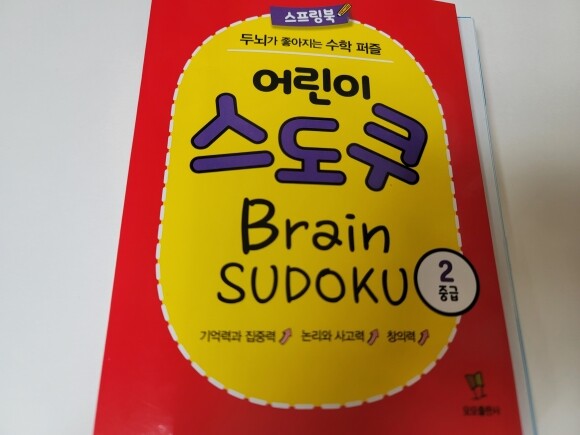 스프링북
두뇌가 좋아지는 수학 퍼즐
어린이
스도쿠
Brain
SUDOKU
2
중급
기억력과 집중력 논리와 사고력 창의력